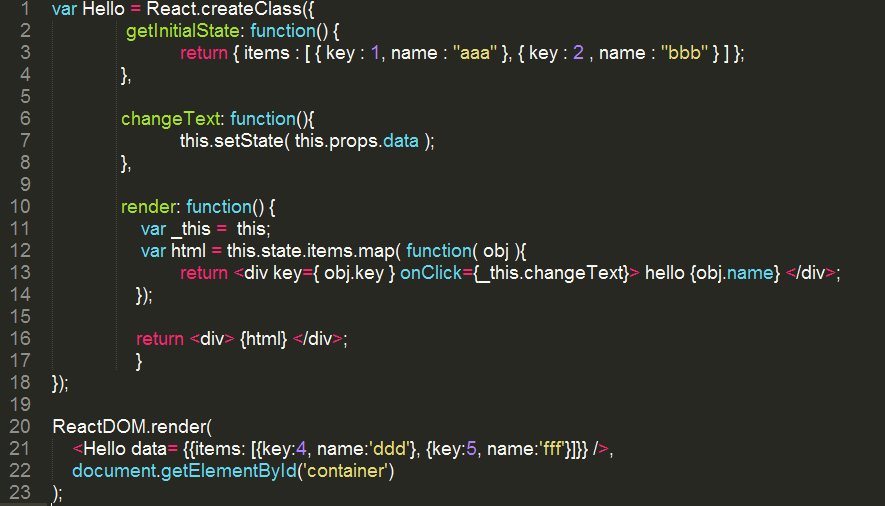 1 var Hello = React.createClass({
2 getInitialState: function() {
3 return { items : [ { key : 1, name : "aaa" }, { key : 2 , name : "bbb" } ] };
4 },
5
6 changeText: function(){
7 this.setState( this.props.data );
8 },
9
10 render: function() {
11 var _this = this;
12 var html = this.state.items.map( function( obj ){
13 return <div key={ obj.key } onClick={_this.changeText}> hello {obj.name} </div>;
14 });
15
16 return <div> {html} </div>;
17 }
18 });
19
20 ReactDOM.render(
21 <Hello data= {{items: [{key:4, name:'ddd'}, {key:5, name:'fff'}]}} />,
22 document.getElementById('container')
23 );